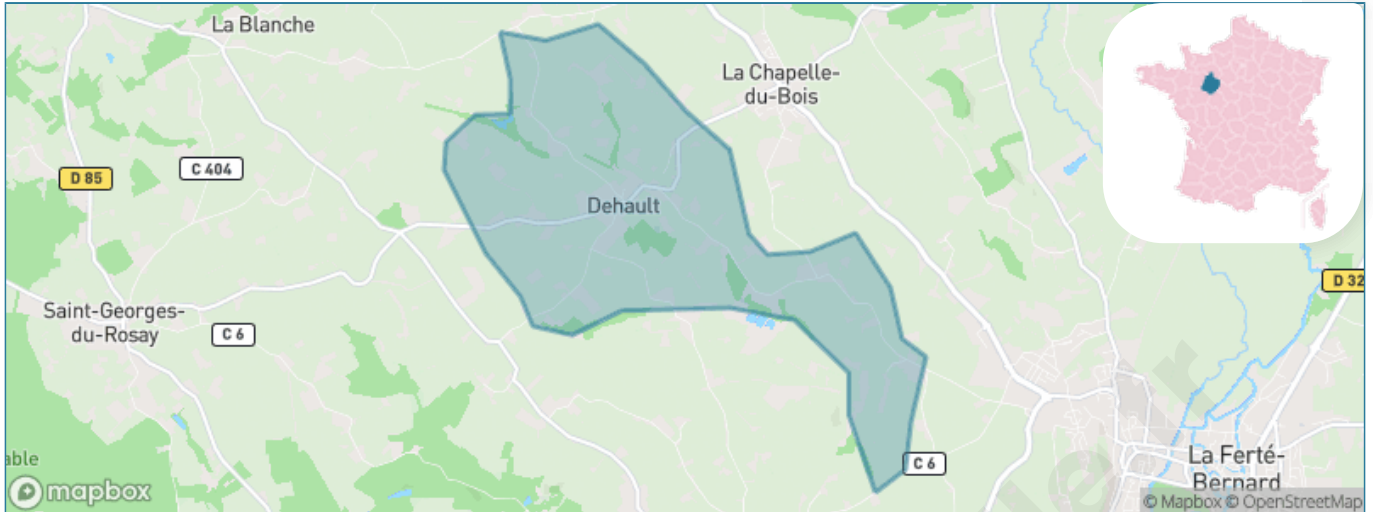 La Blanche
La Chapelle-
du-Bois
C 404
D 85
Dehault
D 32
Saint-Georges-
du-Rosay
C 6
C 6
La Ferté-
Bernard
able
mapbox
© Mapbox © OpenStreetMap